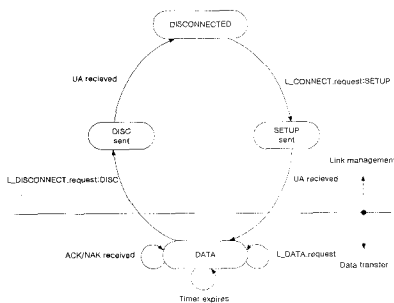 DISCONNECTED
UA recieved
L_CONNECT.request:SETUP
DISC
sent
SETUP
sent
Link management
L_DISCONNECT.request:DISC
UA recieved
ACK/NAK received
DATA
L_DATA.request
Data transfer
Timer expires